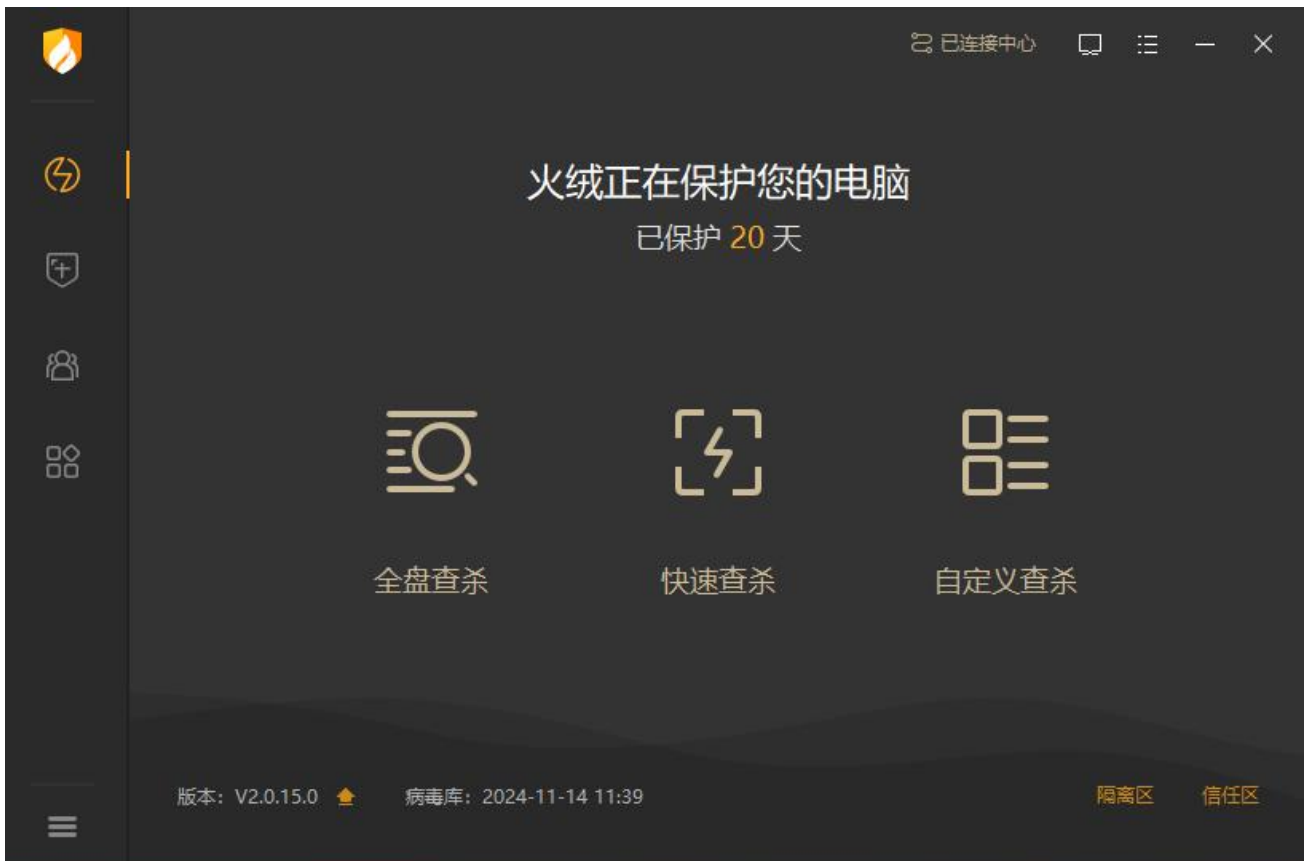 已连接中心
火绒正在保护您的电脑
已保护 20 天
全盘查杀 快速查杀 自定义查杀
版本：V2.0.15.0 病毒库：2024-11-14 11:39 隔离区 信任区